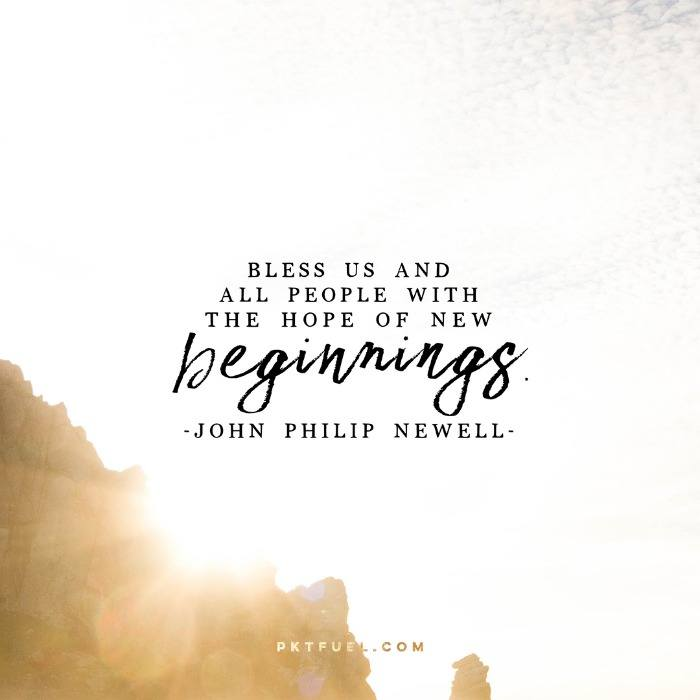 BLESS US AND
ALL PEOPLE WITH
THE HOPE OF NEW
beginnings.
-JOHN PHILIP NEWELL-
PKTFUEL.COM